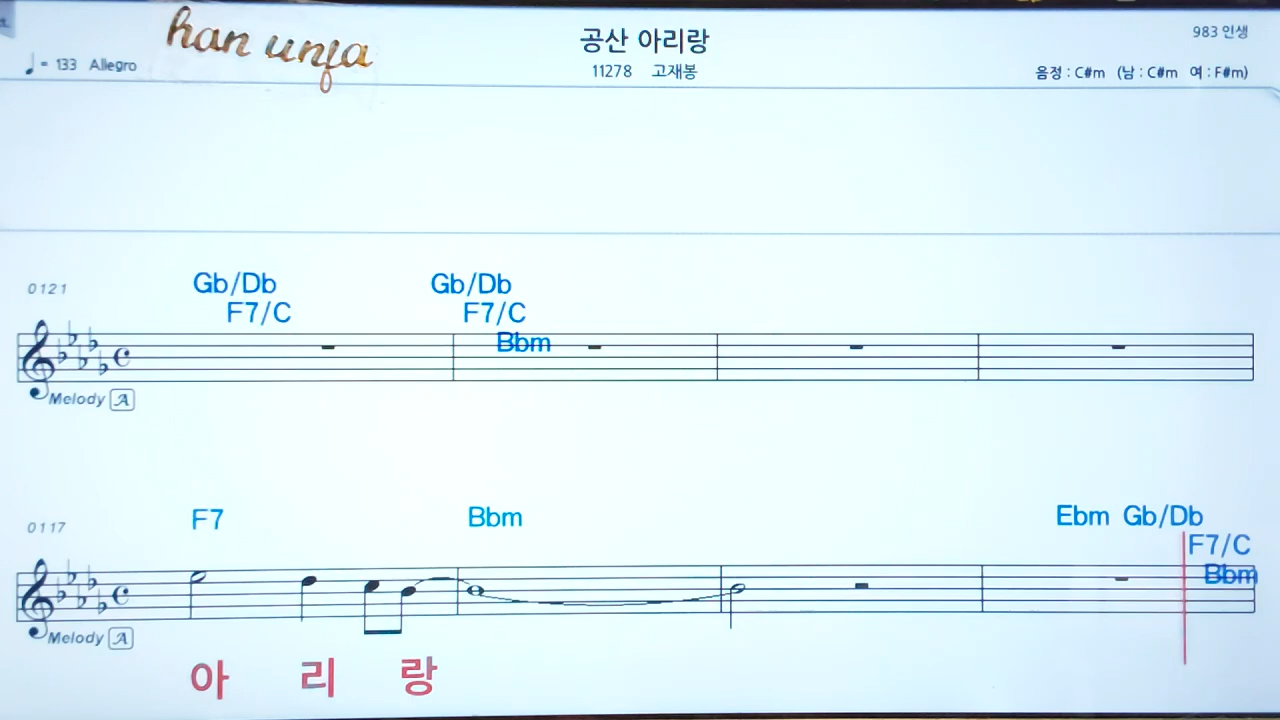 han unja
공산 아리랑
983 인생
♩ = 133 Allegro
11278 고재봉
음정 : C#m (남 : C#m 여 : F#m)
0121
Gb/Db Gb/Db
F7/C F7/C
Bbm
Melody A
0117
F7 Bbm Ebm Gb/Db
F7/C
Bbm
Melody A
아 리 랑